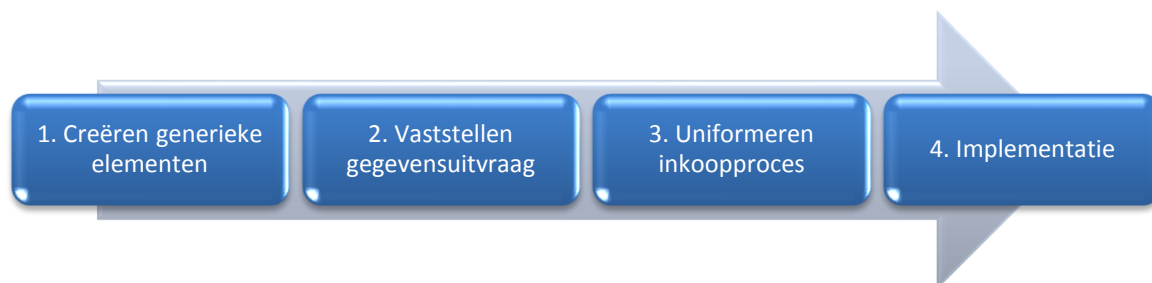 1. Creëren generieke
elementen
2. Vaststellen
gegevensuitvraag
3. Uniformeren
inkoopproces
4. Implementatie